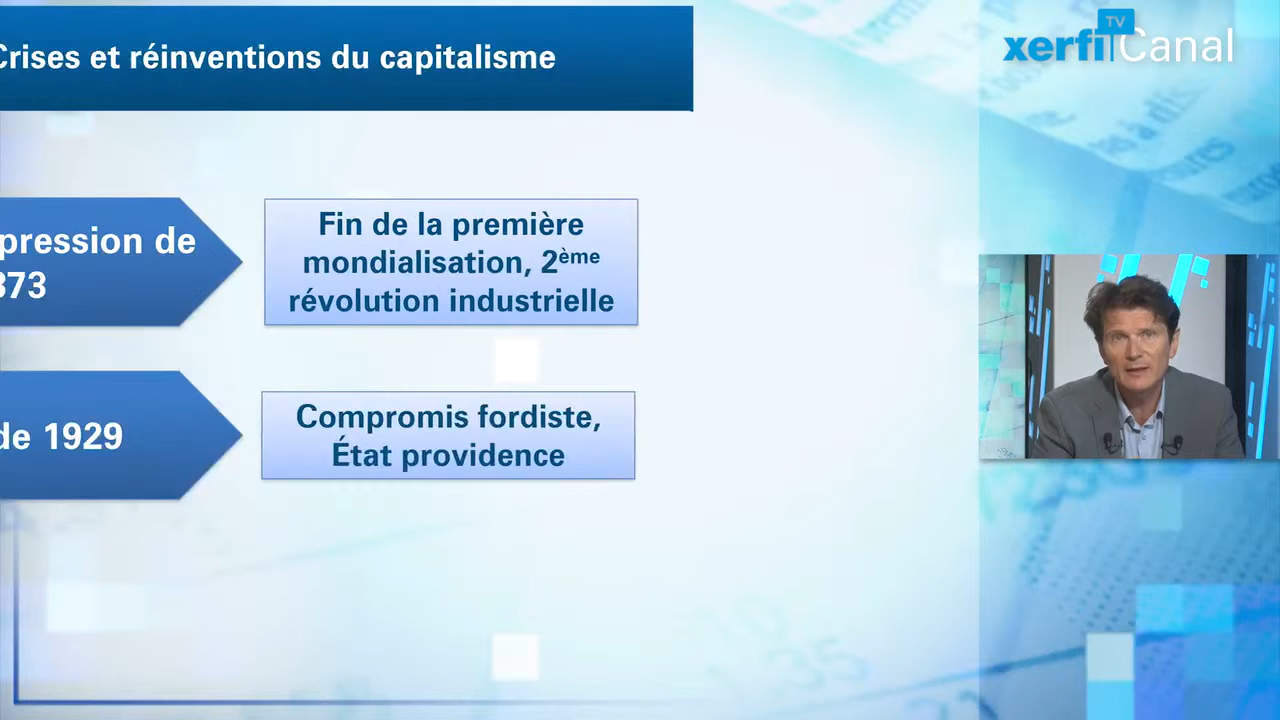 Crises et réinventions du capitalisme
TV
xerfi Canal
pression de
873
Fin de la première
mondialisation, 2ème
révolution industrielle
de 1929
Compromis fordiste,
État providence